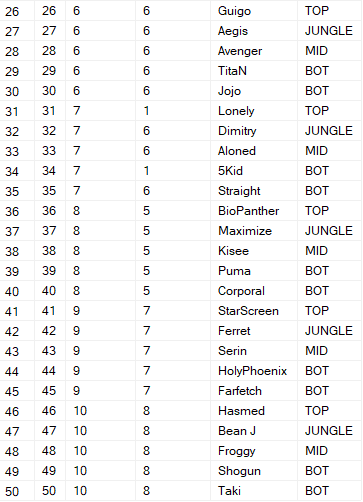 26 26 6 6 Guigo TOP
27 27 6 6 Aegis JUNGLE
28 28 6 6 Avenger MID
29 29 6 6 TitaN BOT
30 30 6 6 Jojo BOT
31 31 7 1 Lonely TOP
32 32 7 6 Dimitry JUNGLE
33 33 7 6 Aloned MID
34 34 7 1 5Kid BOT
35 35 7 6 Straight BOT
36 36 8 5 BioPanther TOP
37 37 8 5 Maximize JUNGLE
38 38 8 5 Kisee MID
39 39 8 5 Puma BOT
40 40 8 5 Corporal BOT
41 41 9 7 StarScreen TOP
42 42 9 7 Ferret JUNGLE
43 43 9 7 Serin MID
44 44 9 7 HolyPhoenix BOT
45 45 9 7 Farfetch BOT
46 46 10 8 Hasmed TOP
47 47 10 8 Bean J JUNGLE
48 48 10 8 Froggy MID
49 49 10 8 Shogun BOT
50 50 10 8 Taki BOT